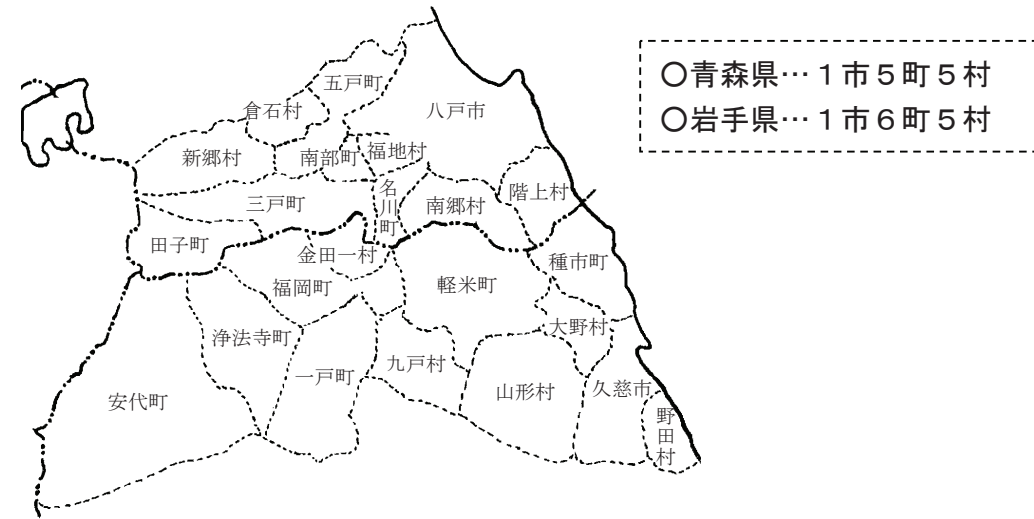 ○青森県…１市５町５村
○岩手県…１市６町５村
五戸町
倉石村
八戸市
新郷村
南部町
福地村
名川町
南郷村
階上村
三戸町
田子町
金田一村
種市町
福岡町
軽米町
浄法寺町
大野村
一戸町
九戸村
安代町
山形村
久慈市
野田村